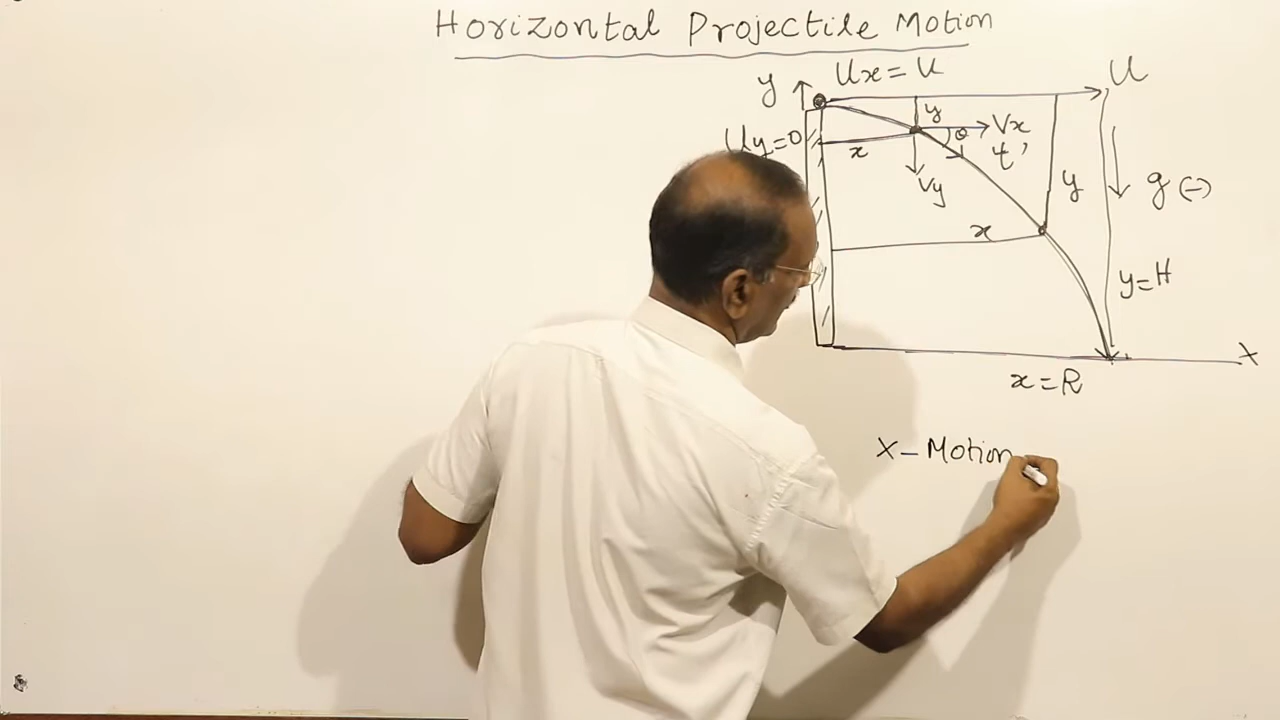 Horizontal Projectile Motion
y Ux = U U
Uy=0 x y θ Vx
t'
Vy
y g (-)
x
y = H
X
x = R
X - Motion